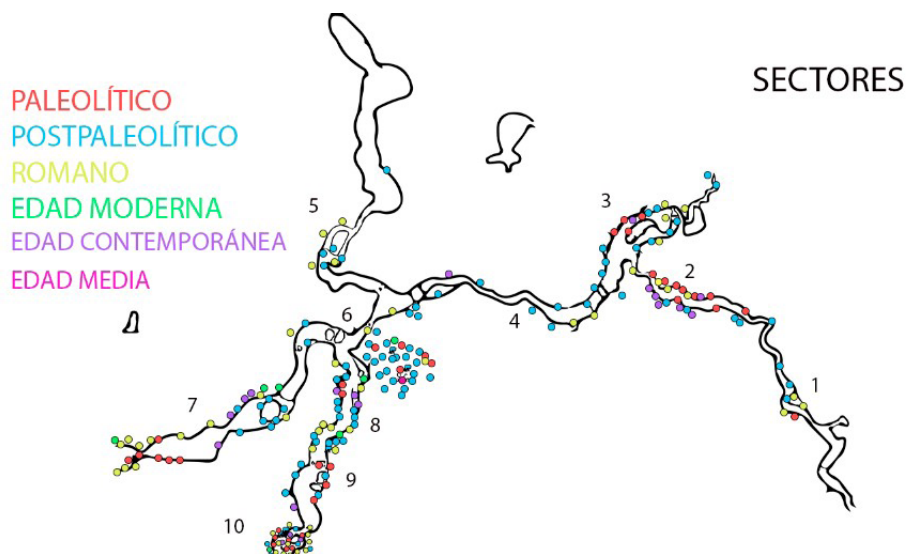 SECTORES
PALEOLÍTICO
POSTPALEOLÍTICO
ROMANO
EDAD MODERNA
EDAD CONTEMPORÁNEA
EDAD MEDIA
3
5
2
6
4
1
7
8
9
10